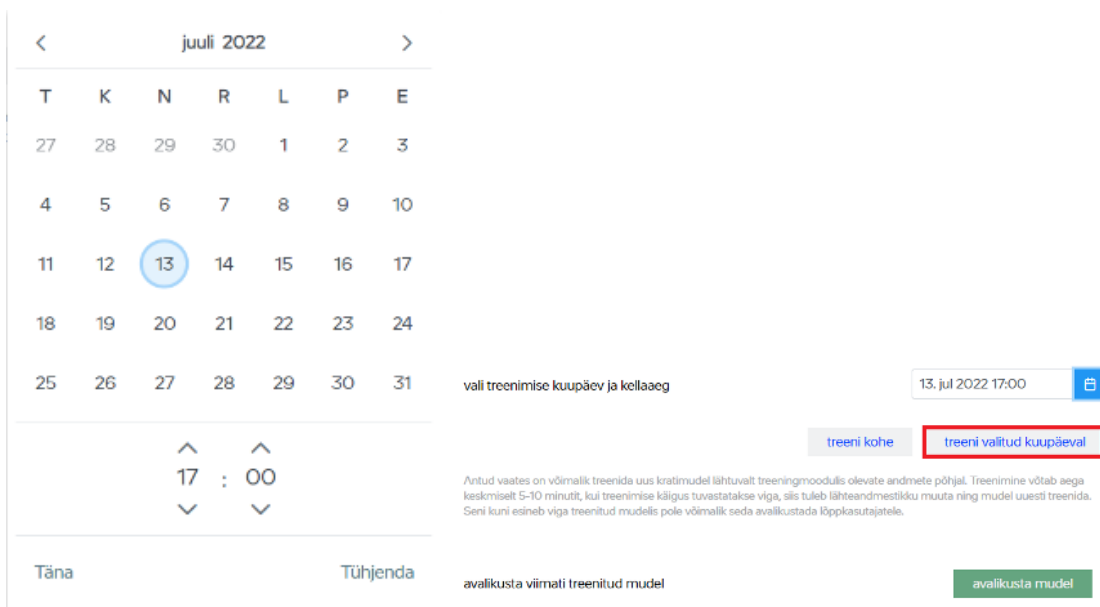 juuli 2022
T K N R L P E
27 28 29 30 1 2 3
4 5 6 7 8 9 10
11 12 13 14 15 16 17
18 19 20 21 22 23 24
25 26 27 28 29 30 31
17 : 00
Täna Tühjenda
vali treenimise kuupäev ja kellaaeg 13. jul 2022 17:00
treeni kohe treeni valitud kuupäeval
Antud vaates on võimalik treenida uus kratimudel lähtuvalt treeningmoodulis olevate andmete põhjal. Treenimine võtab aega
keskmiselt 5-10 minutit, kui treenimise käigus tuvastatakse viga, siis tuleb lähteandmestikku muuta ning mudel uuesti treenida.
Seni kuni esineb viga treenitud mudelis pole võimalik seda avalikustada lõppkasutajatele.
avalikusta viimati treenitud mudel avalikusta mudel